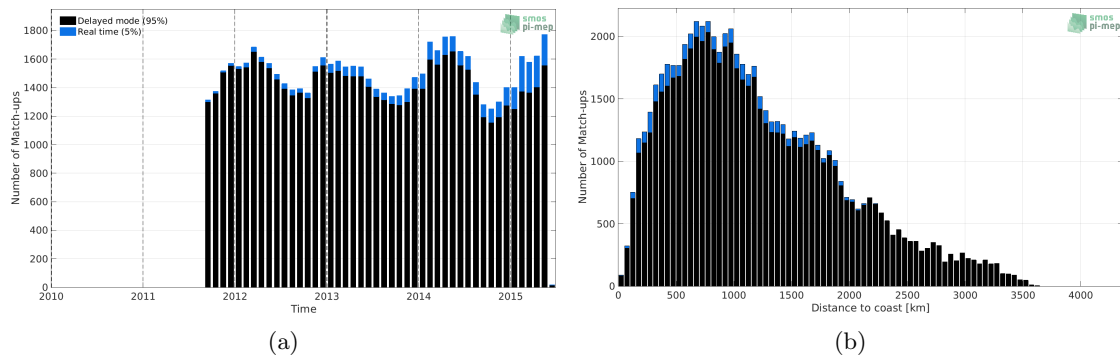 Delayed mode (95%)
Real time (5%)
smos
pi-mep
1800
1600
1400
1200
1000
800
600
400
200
0
Number of Match-ups
2010 2011 2012 2013 2014 2015
Time
(a)
smos
pi-mep
2000
1500
1000
500
0
Number of Match-ups
0 500 1000 1500 2000 2500 3000 3500 4000
Distance to coast [km]
(b)